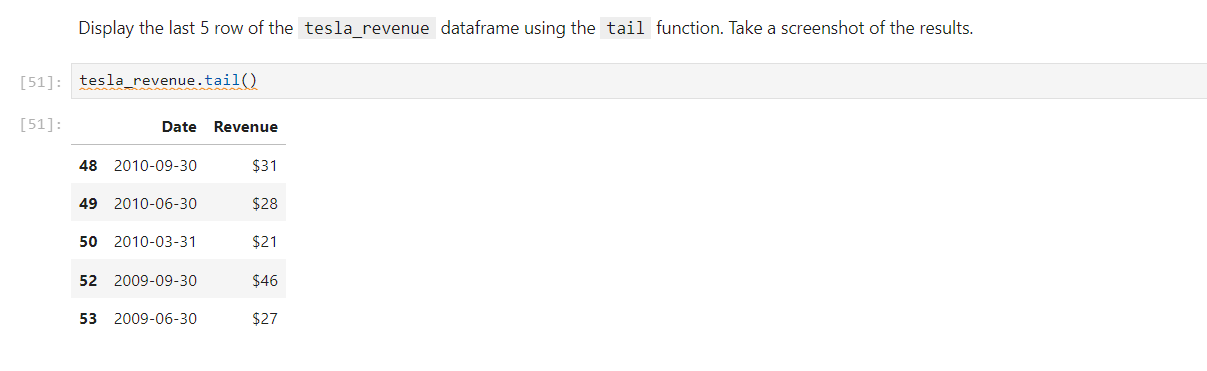 Display the last 5 row of the tesla_revenue dataframe using the tail function. Take a screenshot of the results.
[51]: tesla_revenue.tail()
[51]: Date Revenue
48 2010-09-30 $31
49 2010-06-30 $28
50 2010-03-31 $21
52 2009-09-30 $46
53 2009-06-30 $27